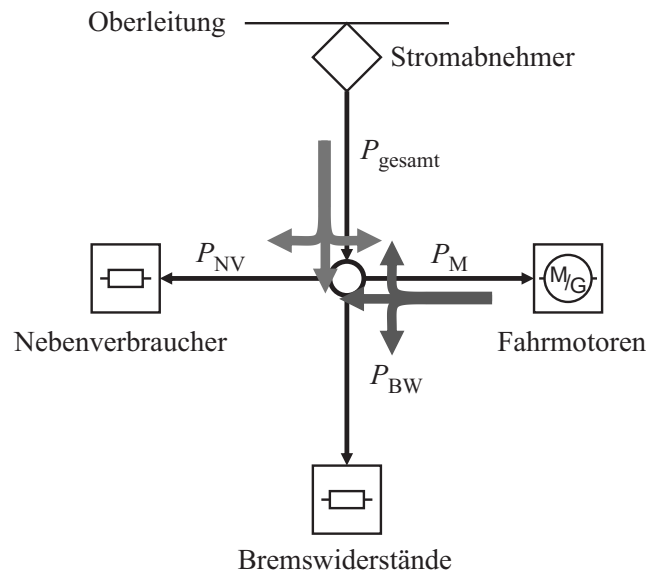 Oberleitung
Stromabnehmer
P_gesamt
P_NV
P_M
M/G
Nebenverbraucher
Fahrmotoren
P_BW
Bremswiderstände